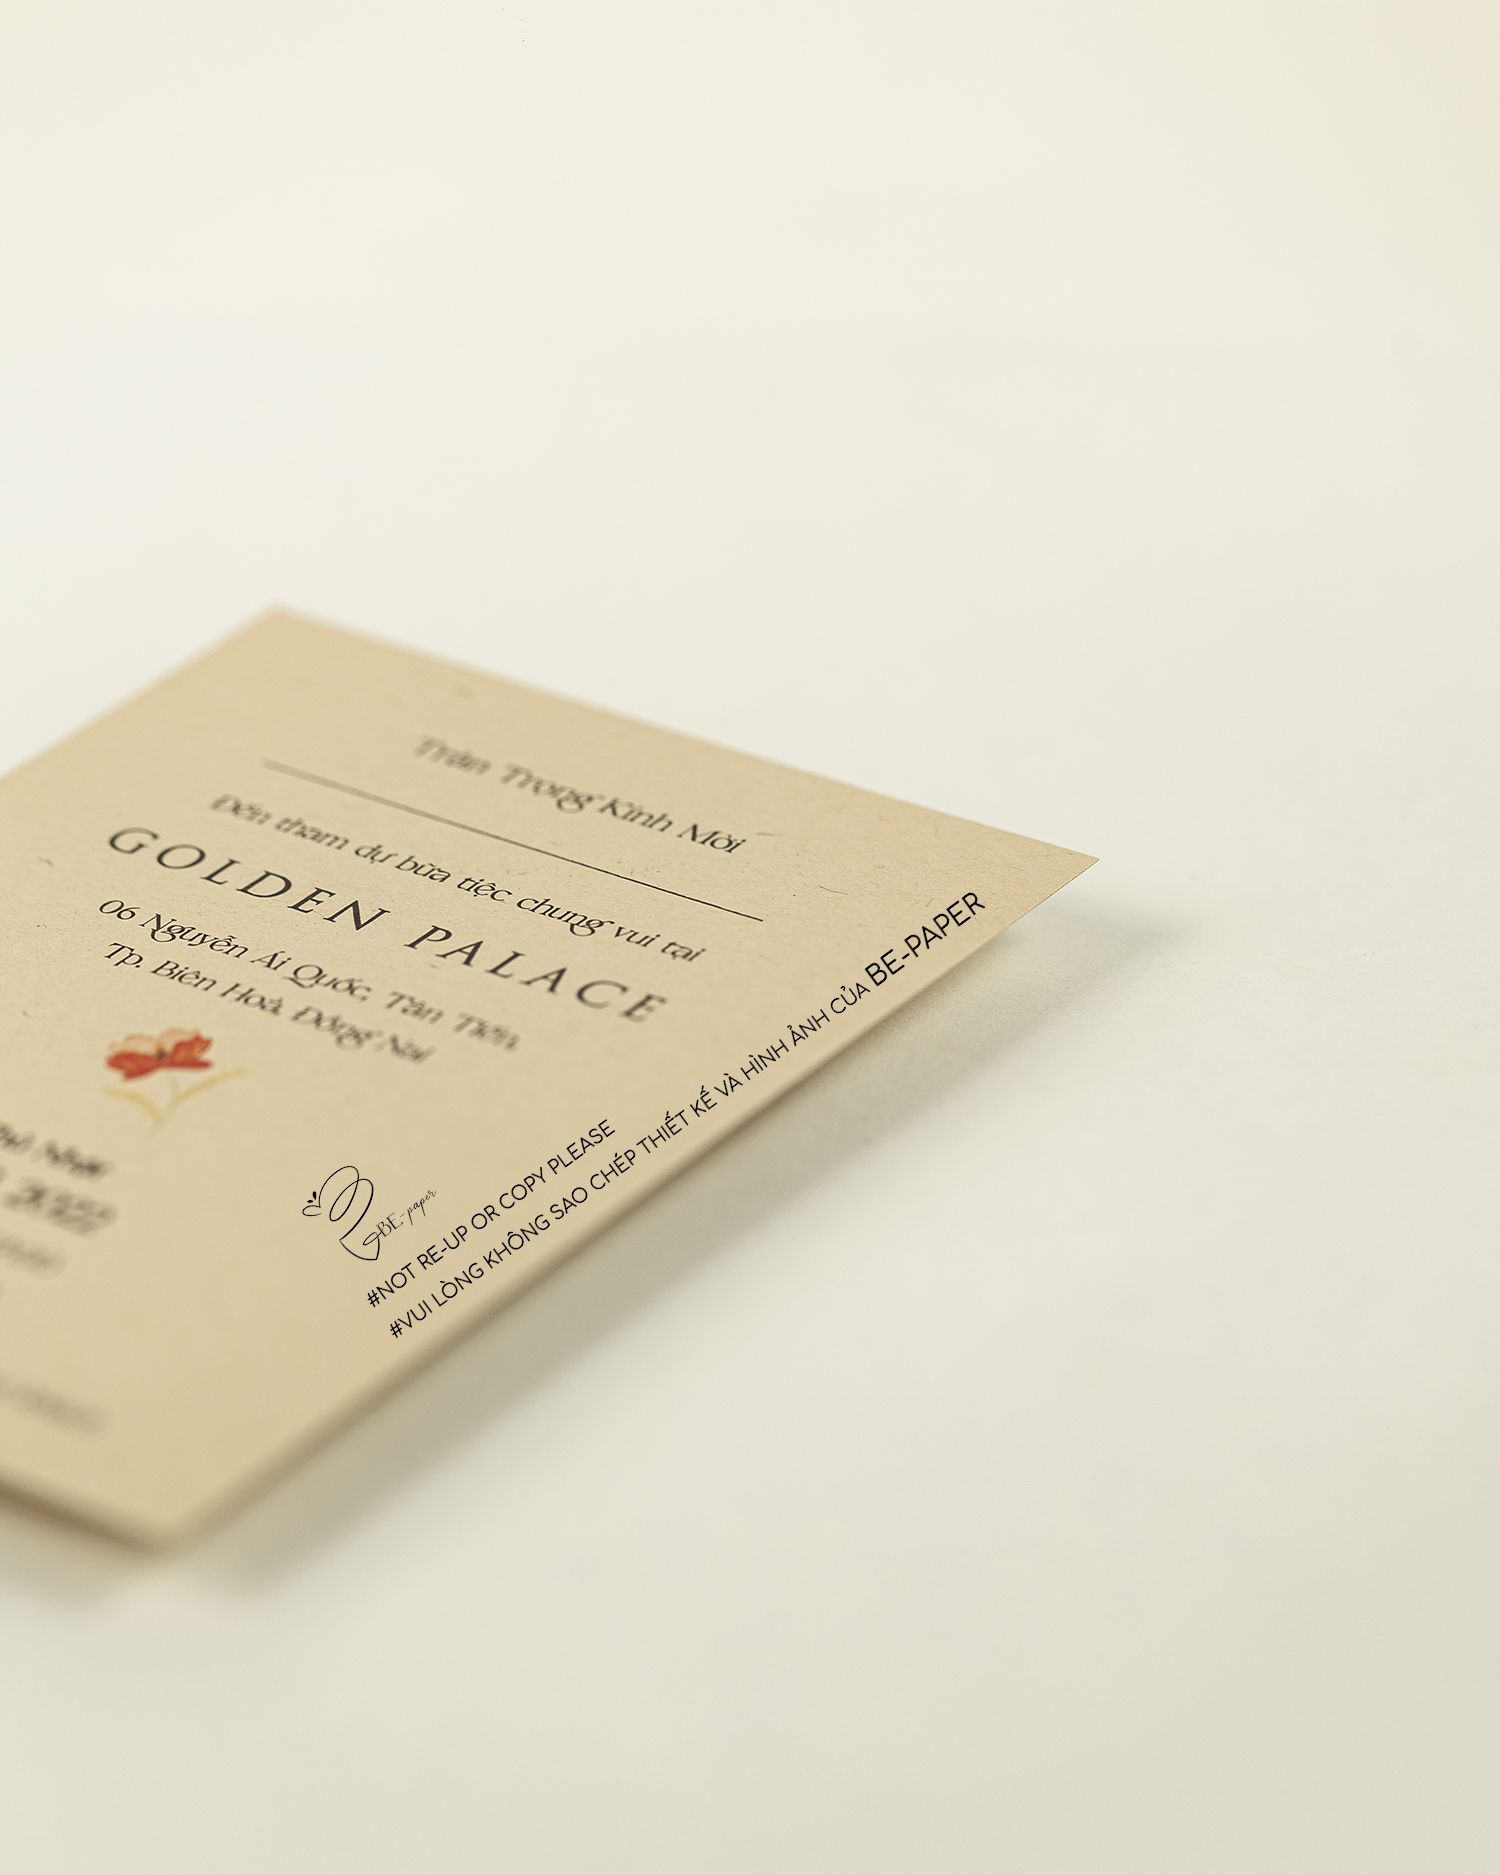 Trân Trọng Kính Mời
Đến tham dự bữa tiệc chung vui tại
GOLDEN PALACE
06 Nguyễn Ái Quốc, Tân Tiến,
Tp. Biên Hoà, Đồng Nai
Nhật
BE-paper
#NOT RE-UP OR COPY PLEASE
#VUI LÒNG KHÔNG SAO CHÉP THIẾT KẾ VÀ HÌNH ẢNH CỦA BE-PAPER